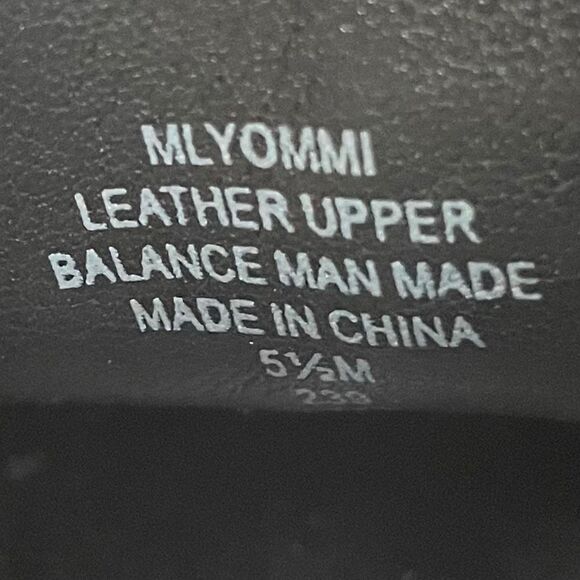 MLYOMMI
LEATHER UPPER
BALANCE MAN MADE
MADE IN CHINA
5½M